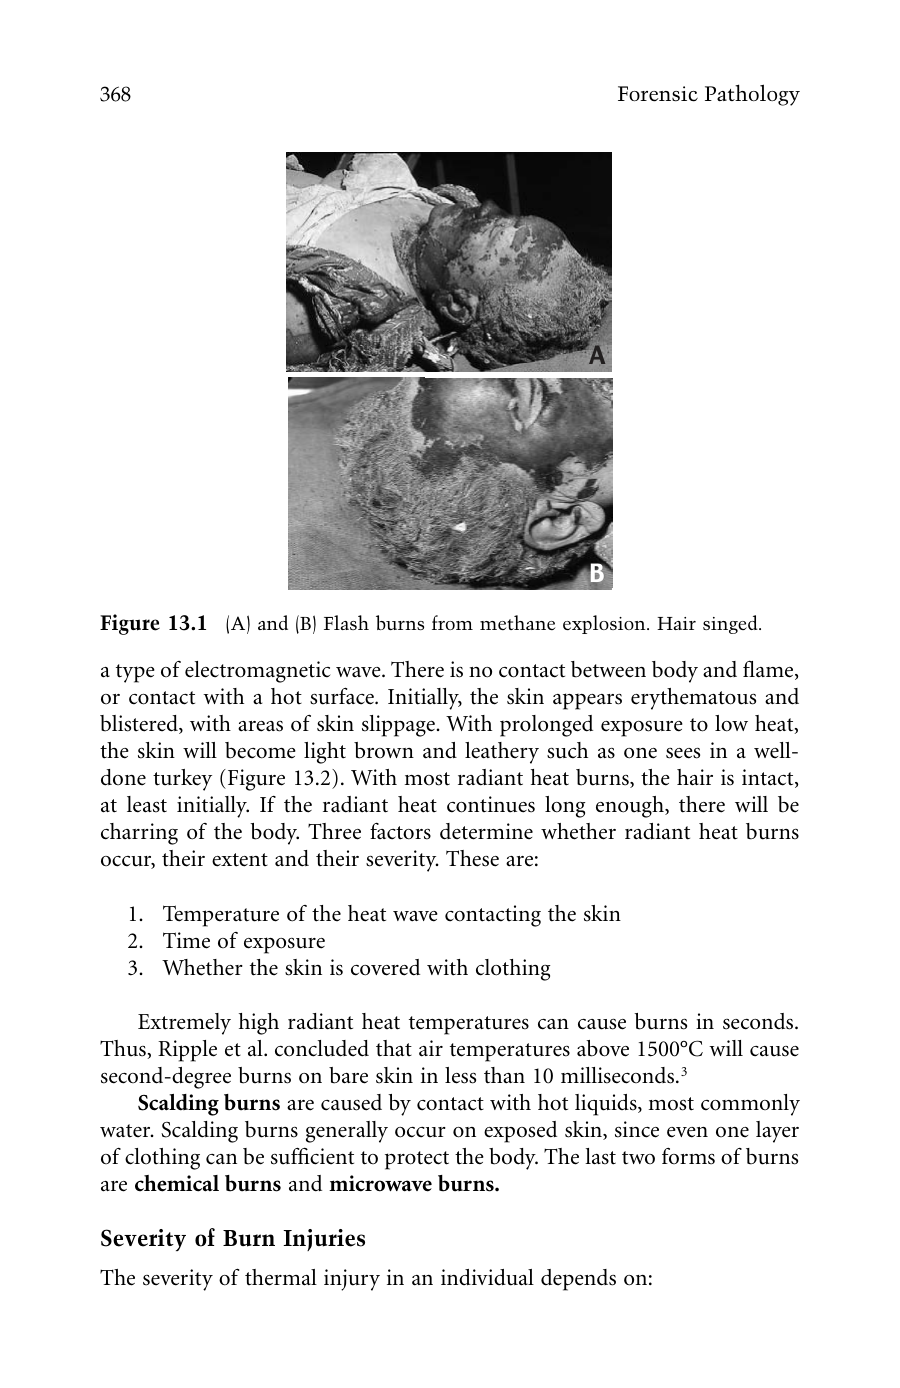 368 Forensic Pathology
A
B
Figure 13.1 (A) and (B) Flash burns from methane explosion. Hair singed.
a type of electromagnetic wave. There is no contact between body and flame,
or contact with a hot surface. Initially, the skin appears erythematous and
blistered, with areas of skin slippage. With prolonged exposure to low heat,
the skin will become light brown and leathery such as one sees in a well-
done turkey (Figure 13.2). With most radiant heat burns, the hair is intact,
at least initially. If the radiant heat continues long enough, there will be
charring of the body. Three factors determine whether radiant heat burns
occur, their extent and their severity. These are:
1. Temperature of the heat wave contacting the skin
2. Time of exposure
3. Whether the skin is covered with clothing
Extremely high radiant heat temperatures can cause burns in seconds.
Thus, Ripple et al. concluded that air temperatures above 1500°C will cause
second-degree burns on bare skin in less than 10 milliseconds.³
Scalding burns are caused by contact with hot liquids, most commonly
water. Scalding burns generally occur on exposed skin, since even one layer
of clothing can be sufficient to protect the body. The last two forms of burns
are chemical burns and microwave burns.
Severity of Burn Injuries
The severity of thermal injury in an individual depends on: